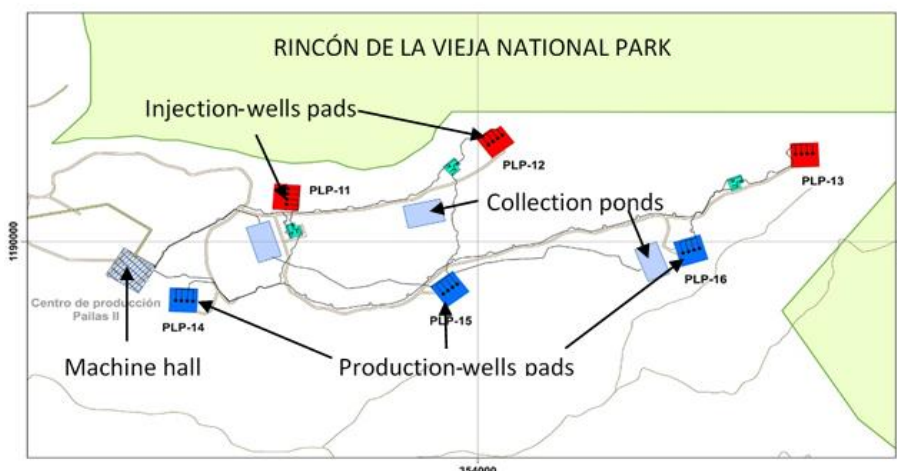 RINCÓN DE LA VIEJA NATIONAL PARK
Injection-wells pads
PLP-12
PLP-11
PLP-13
Collection ponds
1190000
PLP-16
Centro de producción
Pailas II
PLP-14
PLP-15
Machine hall
Production-wells pads
354000